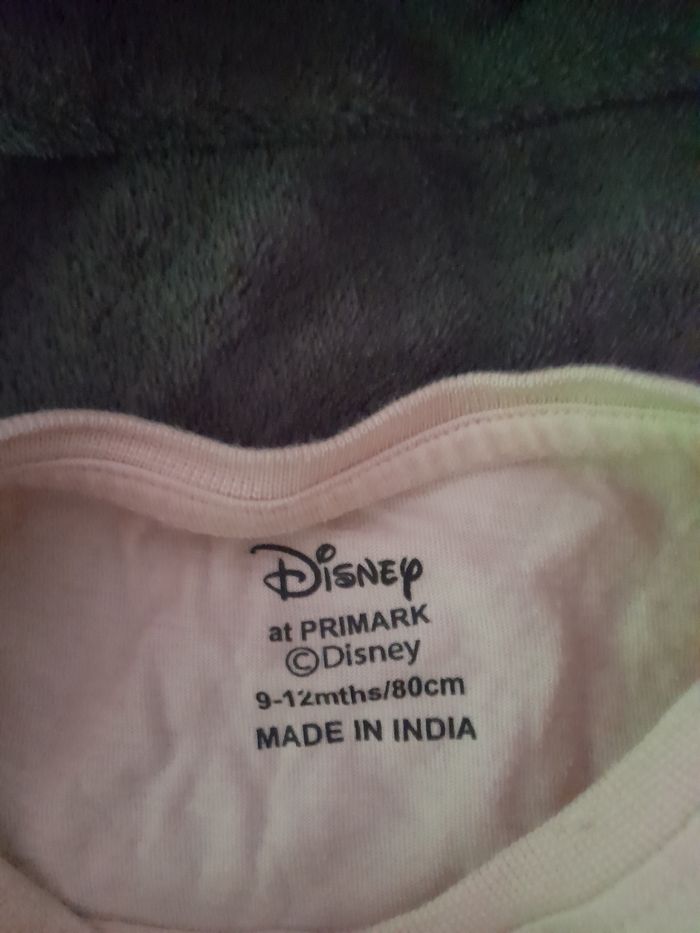 Disney
at PRIMARK
©Disney
9-12mths/80cm
MADE IN INDIA